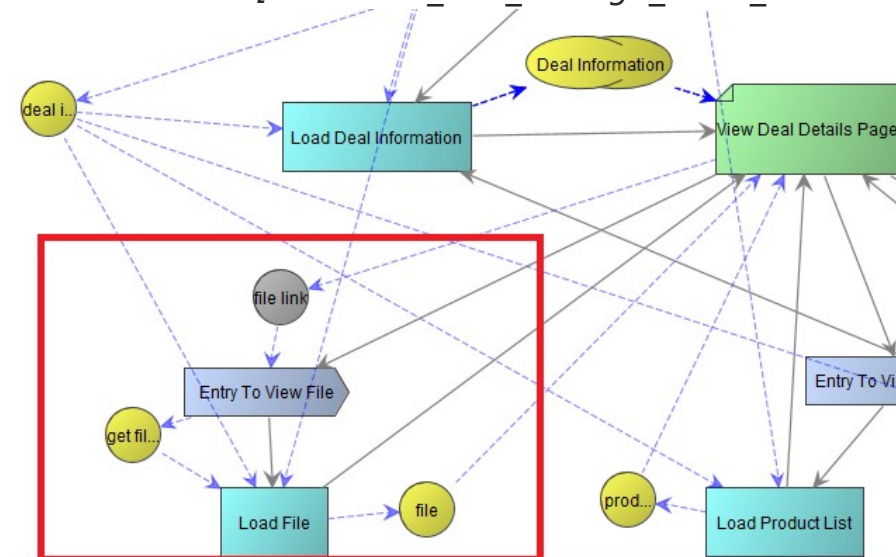 Deal Information
deal i...
View Deal Details Page
Load Deal Information
file link
Entry To View File
Entry To Vi
get fil...
prod...
file
Load File
Load Product List